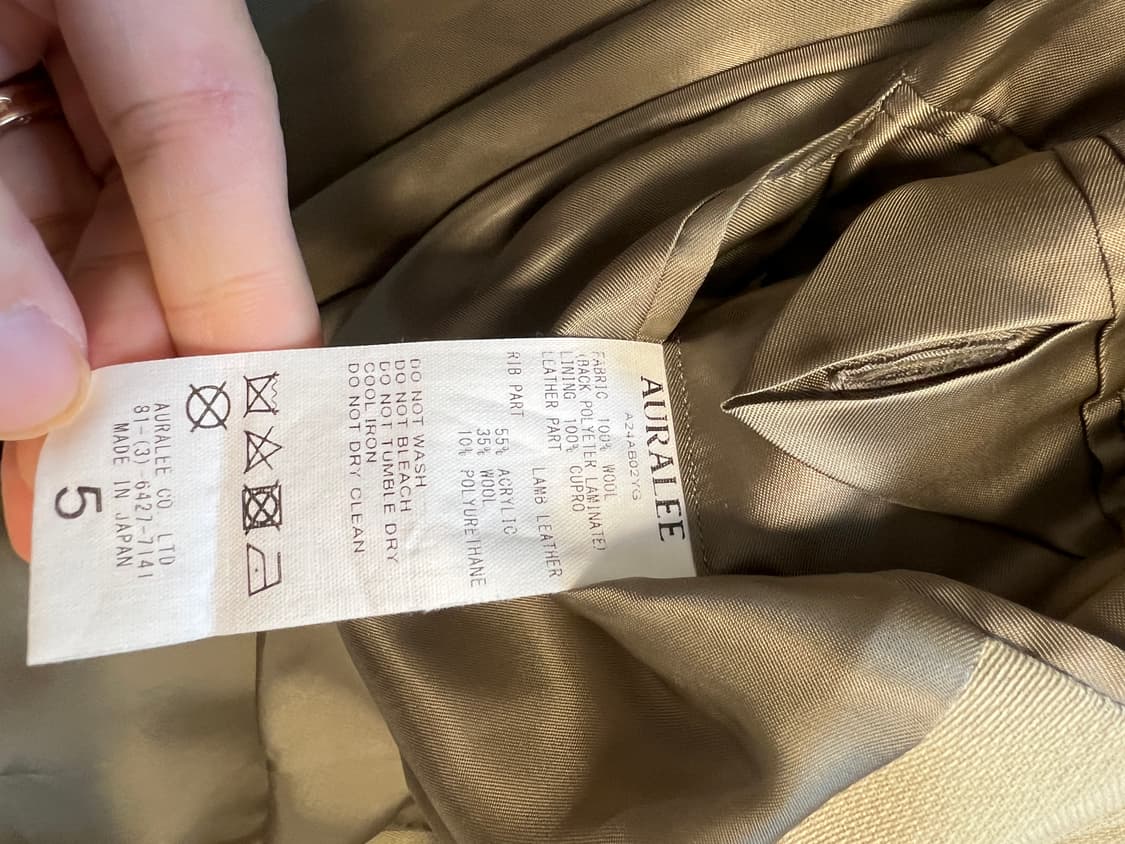 AURALEE
A24AB02YG
FABRIC 100% WOOL
(BACK POLYETER LAMINATE)
LINING 100% CUPRO
LEATHER PART LAMB LEATHER
RIB PART 55% ACRYLIC
35% WOOL
10% POLYURETHANE
DO NOT WASH
DO NOT BLEACH
DO NOT TUMBLE DRY
COOL IRON
DO NOT DRY CLEAN
AURALEE CO. LTD
81-(3)-6427-7141
MADE IN JAPAN
5